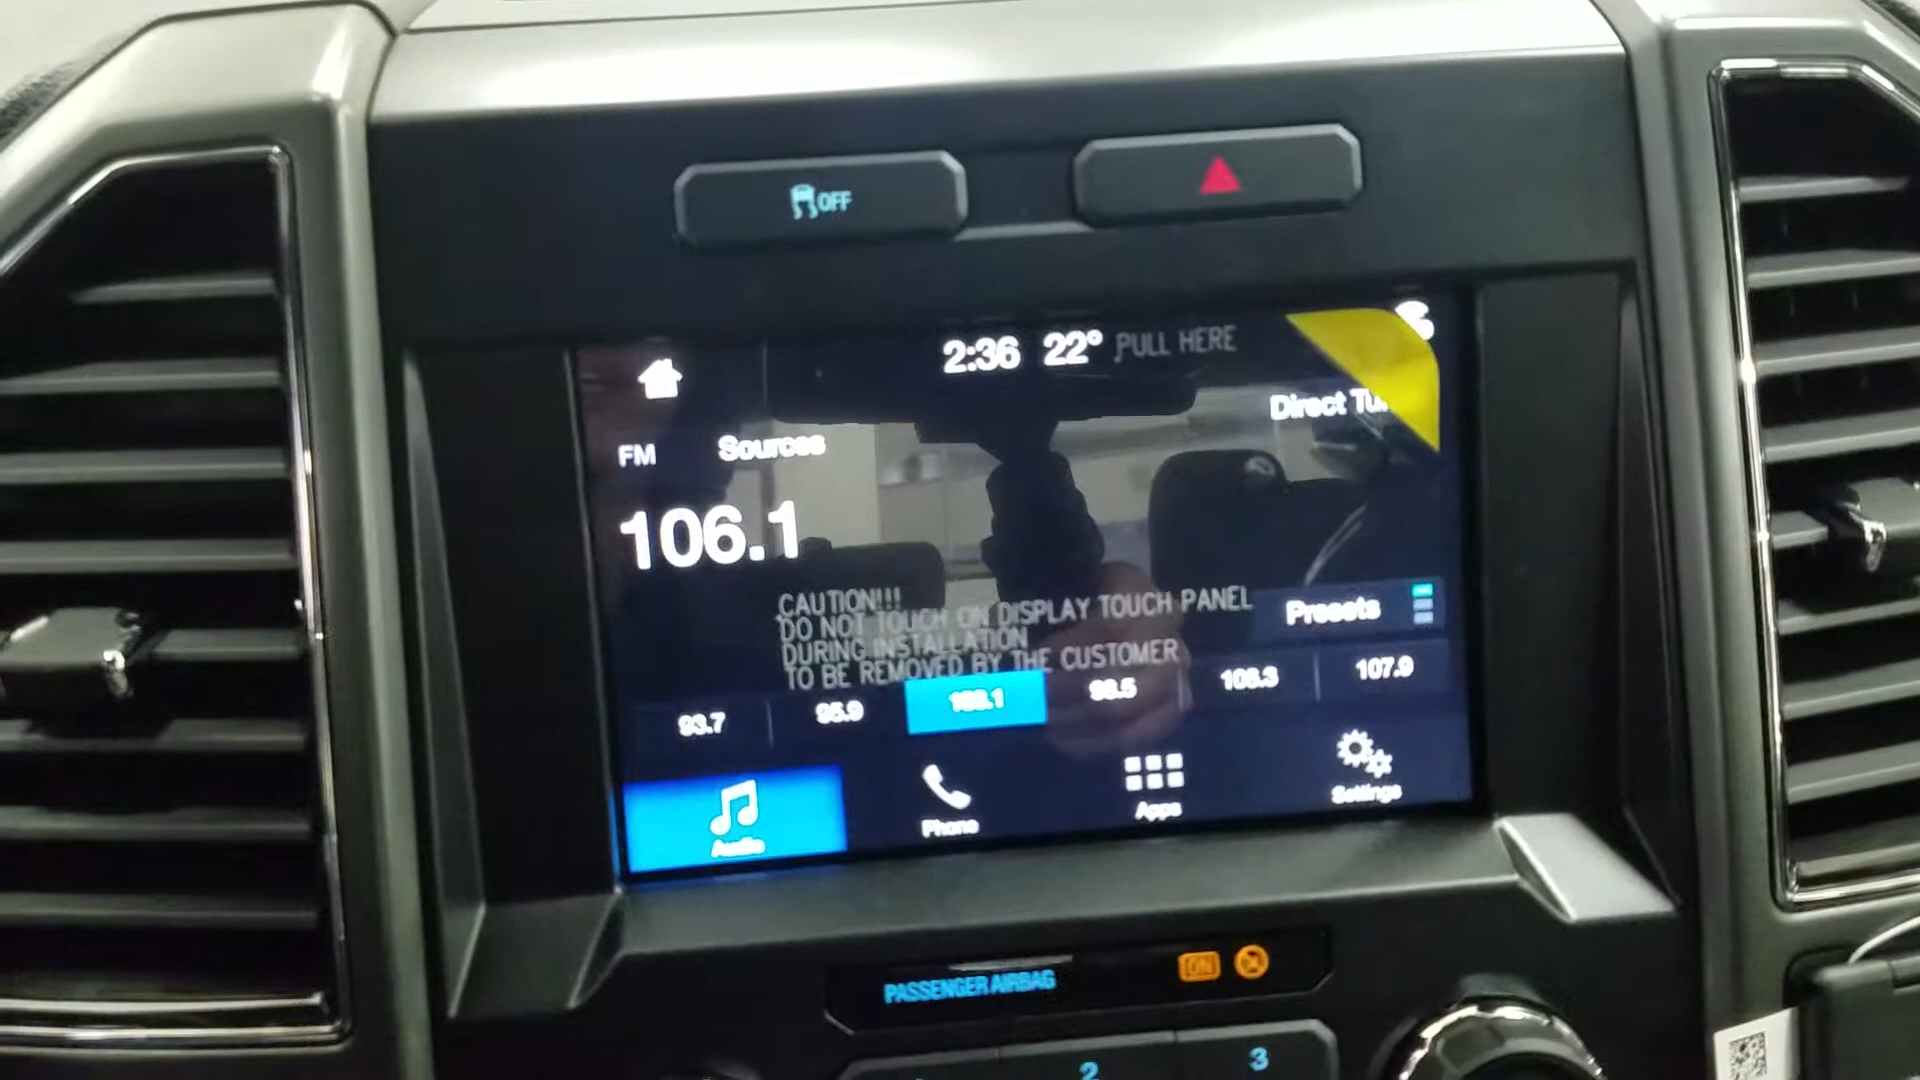 OFF
2:36 22° PULL HERE
Direct
FM Sources
106.1
CAUTION!!!
DO NOT TOUCH ON DISPLAY TOUCH PANEL
DURING INSTALLATION
TO BE REMOVED BY THE CUSTOMER
Presets
93.7 95.9 106.1 98.5 106.3 107.9
Audio Phone Apps Settings
PASSENGER AIRBAG ON
2 3